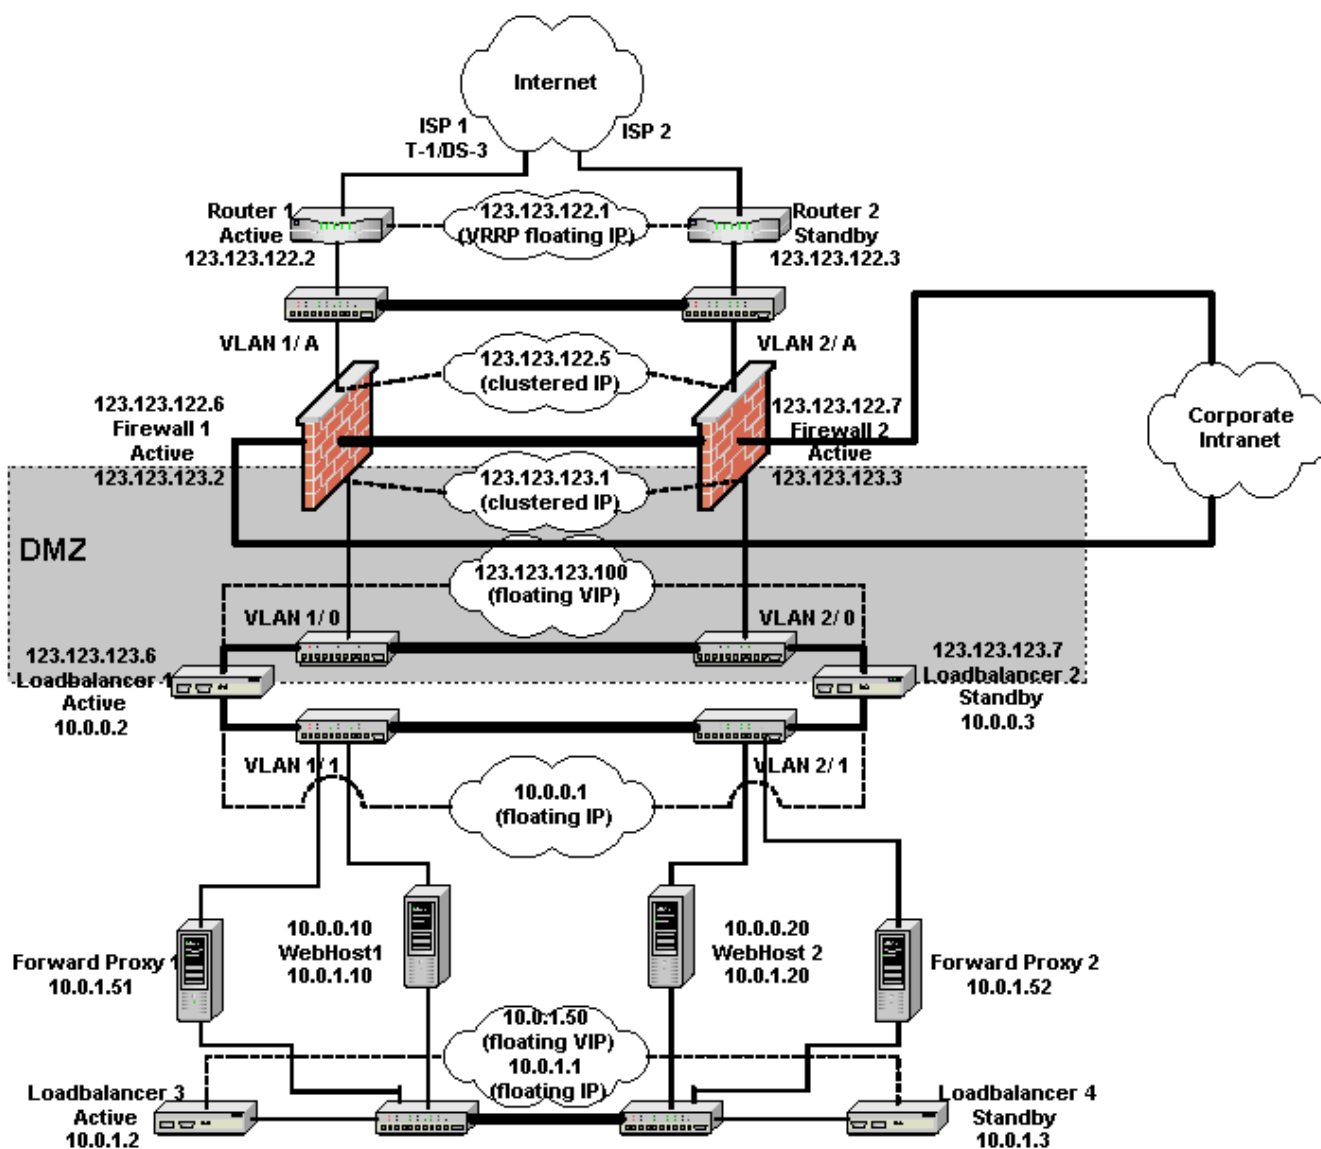 Internet
ISP 1
T-1/DS-3
ISP 2
Router 1
Active
123.123.122.2
123.123.122.1
(VRRP floating IP)
Router 2
Standby
123.123.122.3
VLAN 1/ A
VLAN 2/ A
123.123.122.5
(clustered IP)
123.123.122.6
Firewall 1
Active
123.123.123.2
123.123.122.7
Firewall 2
Active
123.123.123.3
Corporate
Intranet
123.123.123.1
(clustered IP)
DMZ
123.123.123.100
(floating VIP)
VLAN 1/ 0
VLAN 2/ 0
123.123.123.6
Loadbalancer 1
Active
10.0.0.2
123.123.123.7
Loadbalancer 2
Standby
10.0.0.3
VLAN 1/ 1
VLAN 2/ 1
10.0.0.1
(floating IP)
Forward Proxy 1
10.0.1.51
10.0.0.10
WebHost1
10.0.1.10
10.0.0.20
WebHost 2
10.0.1.20
Forward Proxy 2
10.0.1.52
10.0.1.50
(floating VIP)
10.0.1.1
(floating IP)
Loadbalancer 3
Active
10.0.1.2
Loadbalancer 4
Standby
10.0.1.3